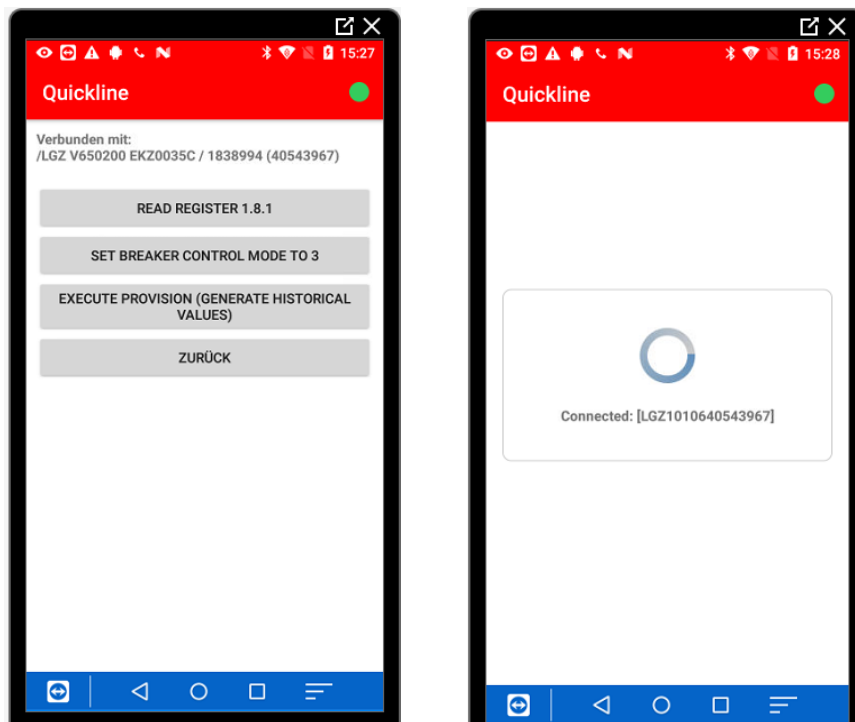 15:27
Quickline
Verbunden mit:
/LGZ V650200 EKZ0035C / 1838994 (40543967)
READ REGISTER 1.8.1
SET BREAKER CONTROL MODE TO 3
EXECUTE PROVISION (GENERATE HISTORICAL
VALUES)
ZURÜCK
15:28
Quickline
Connected: [LGZ1010640543967]